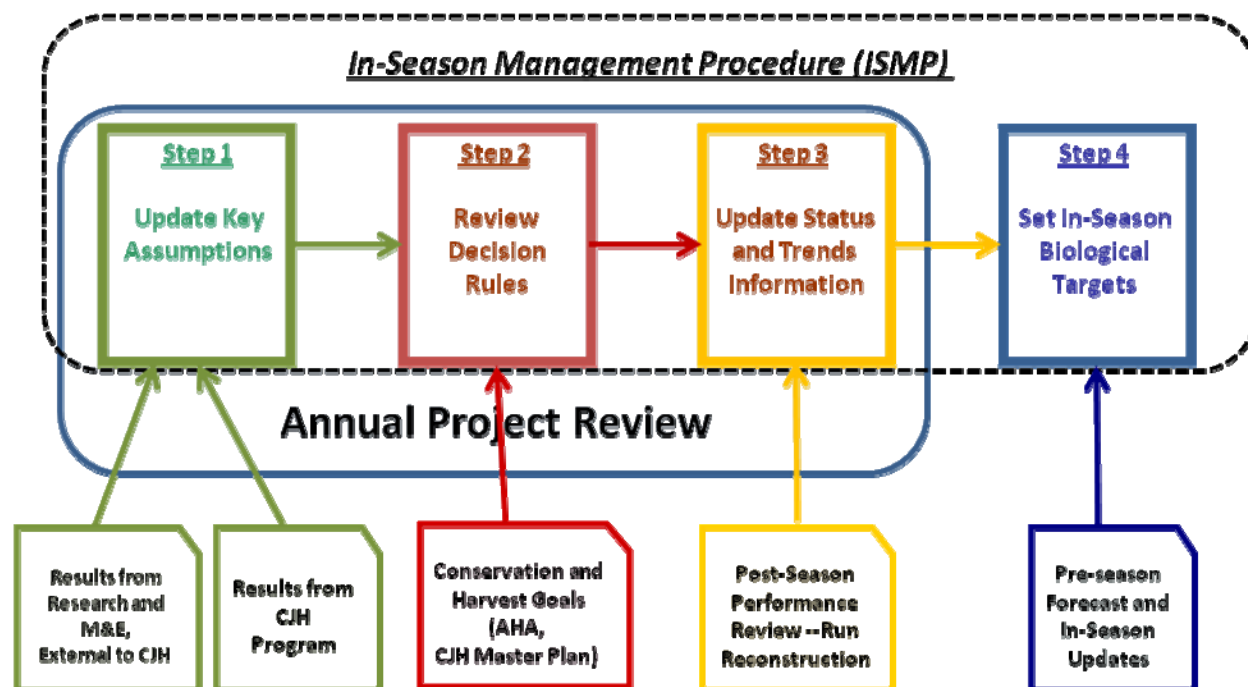 In-Season Management Procedure (ISMP)
Step 1
Update Key
Assumptions
Step 2
Review
Decision
Rules
Step 3
Update Status
and Trends
Information
Step 4
Set In-Season
Biological
Targets
Annual Project Review
Results from
Research and
M&E,
External to CJH
Results from
CJH
Program
Conservation and
Harvest Goals
(AHA,
CJH Master Plan)
Post-Season
Performance
Review --Run
Reconstruction
Pre-season
Forecast and
In-Season
Updates